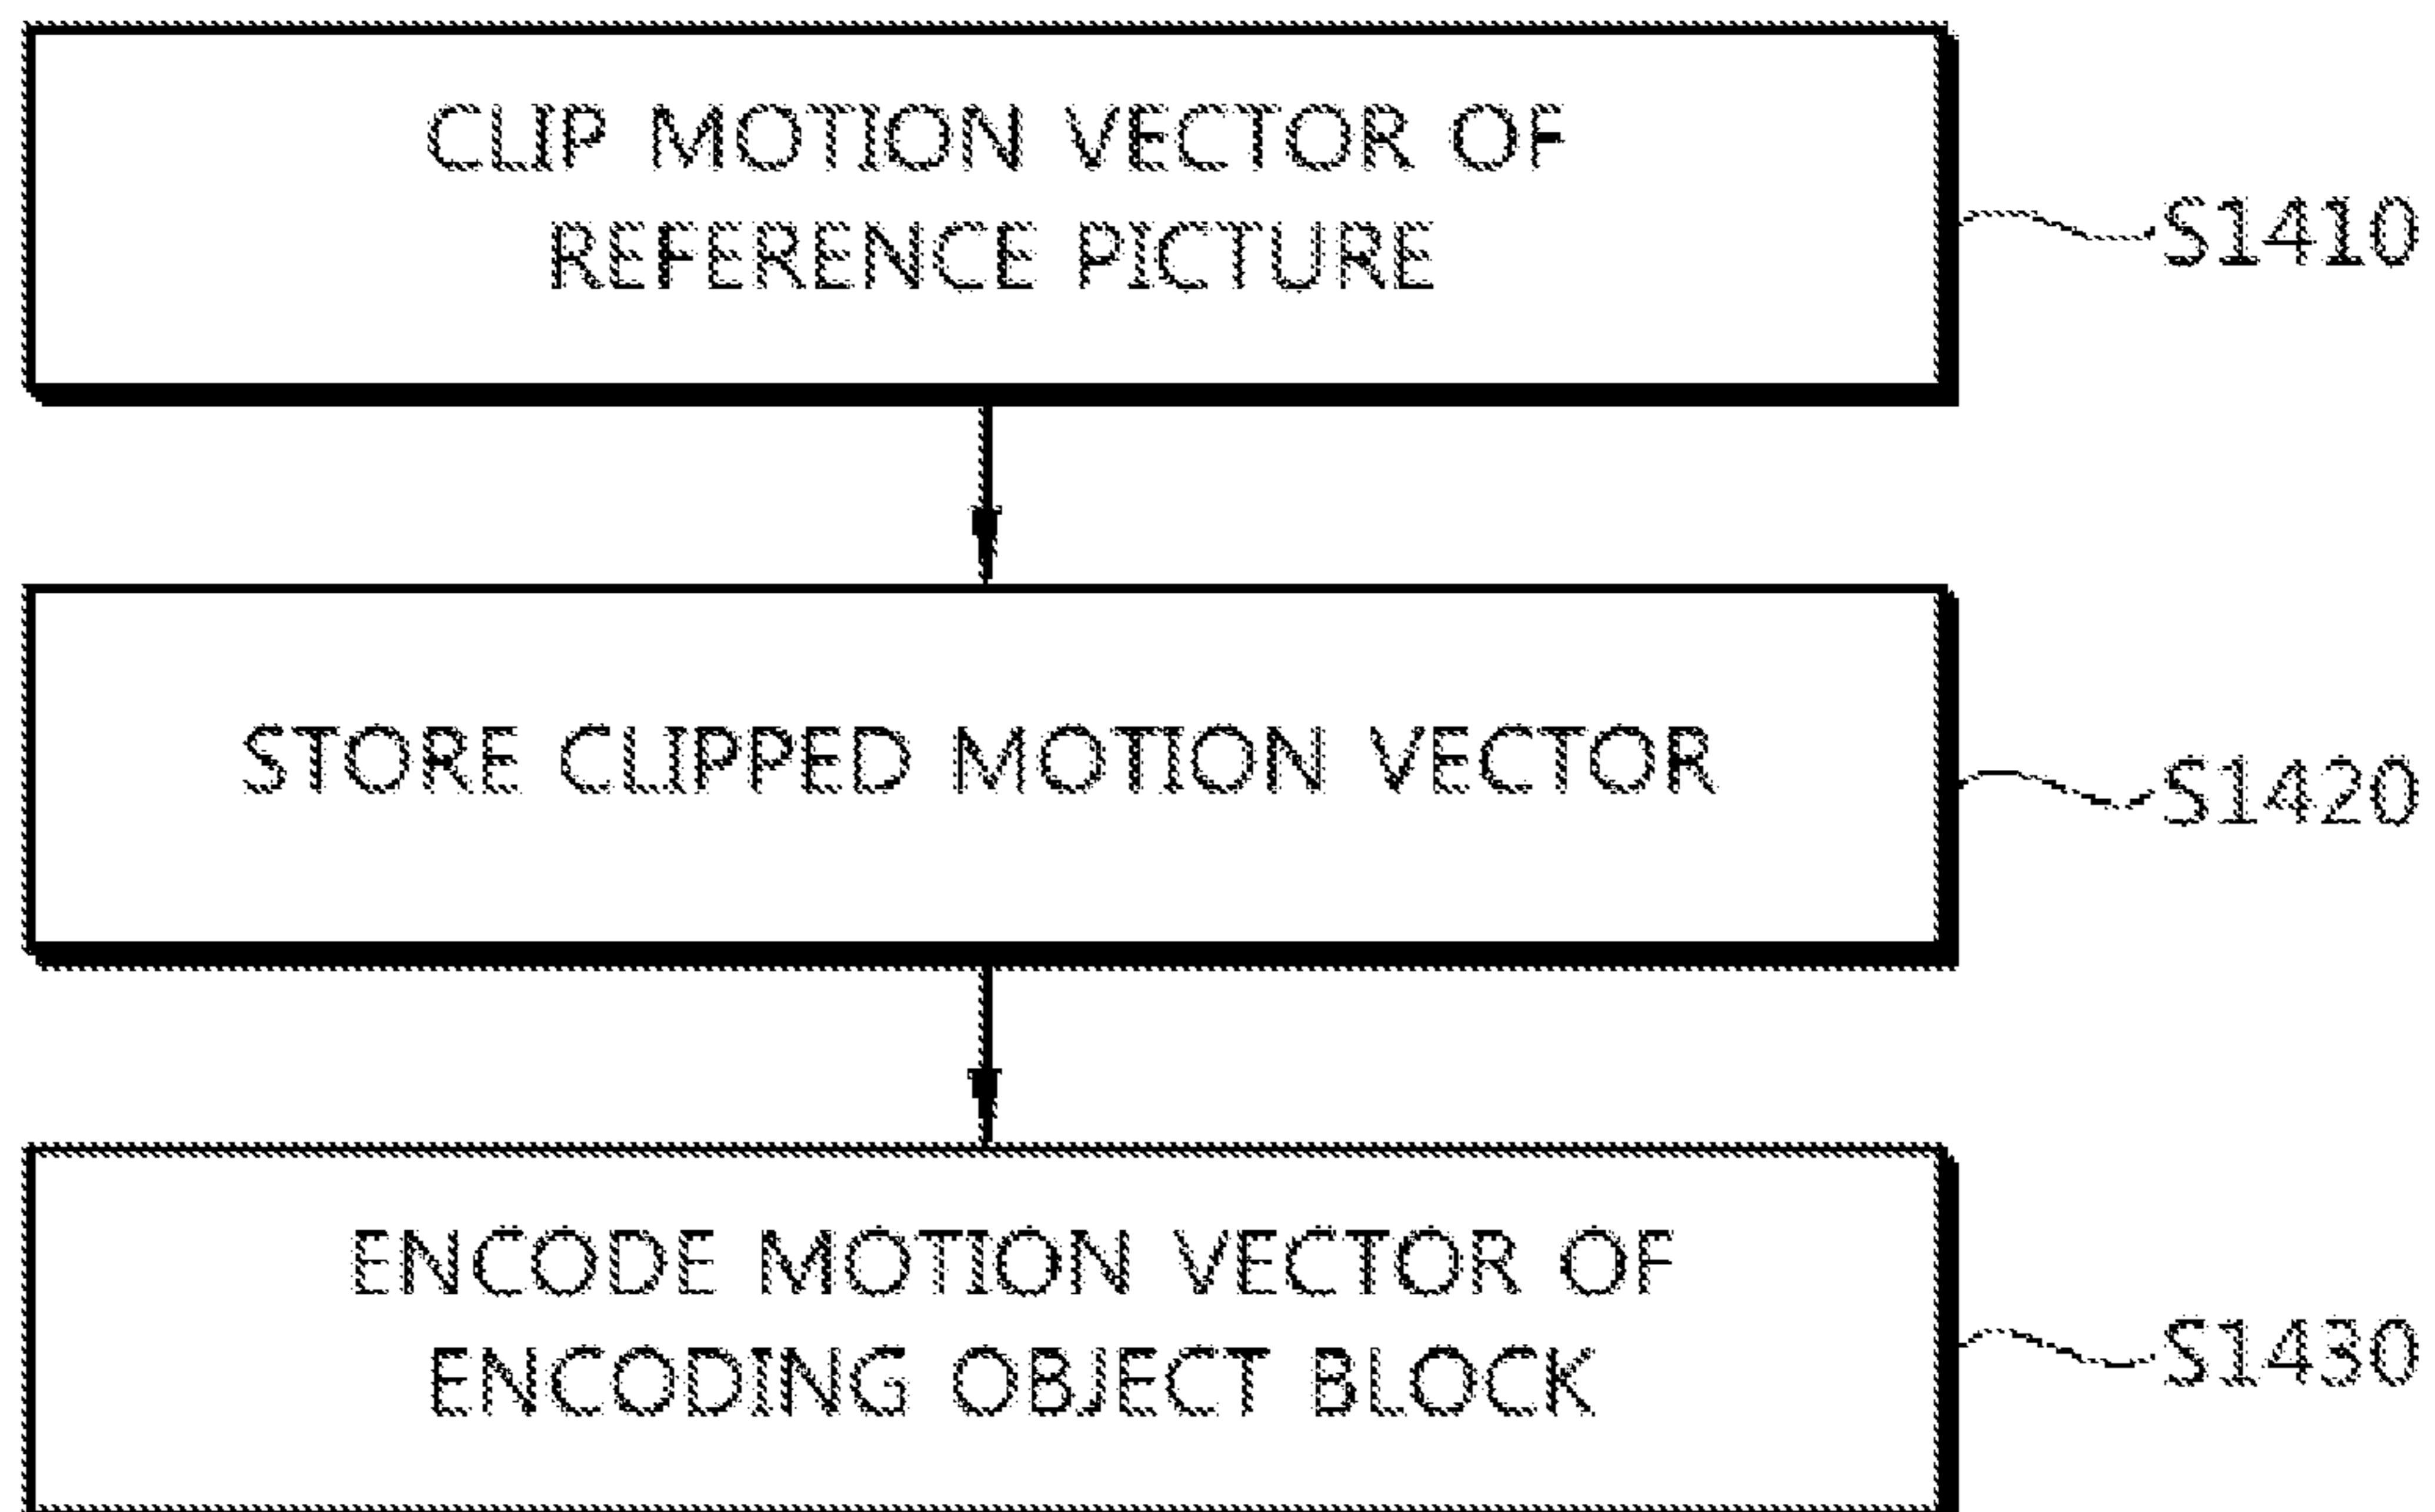 CLIP MOTION VECTOR OF
REFERENCE PICTURE
S1410
STORE CLIPPED MOTION VECTOR
S1420
ENCODE MOTION VECTOR OF
ENCODING OBJECT BLOCK
S1430